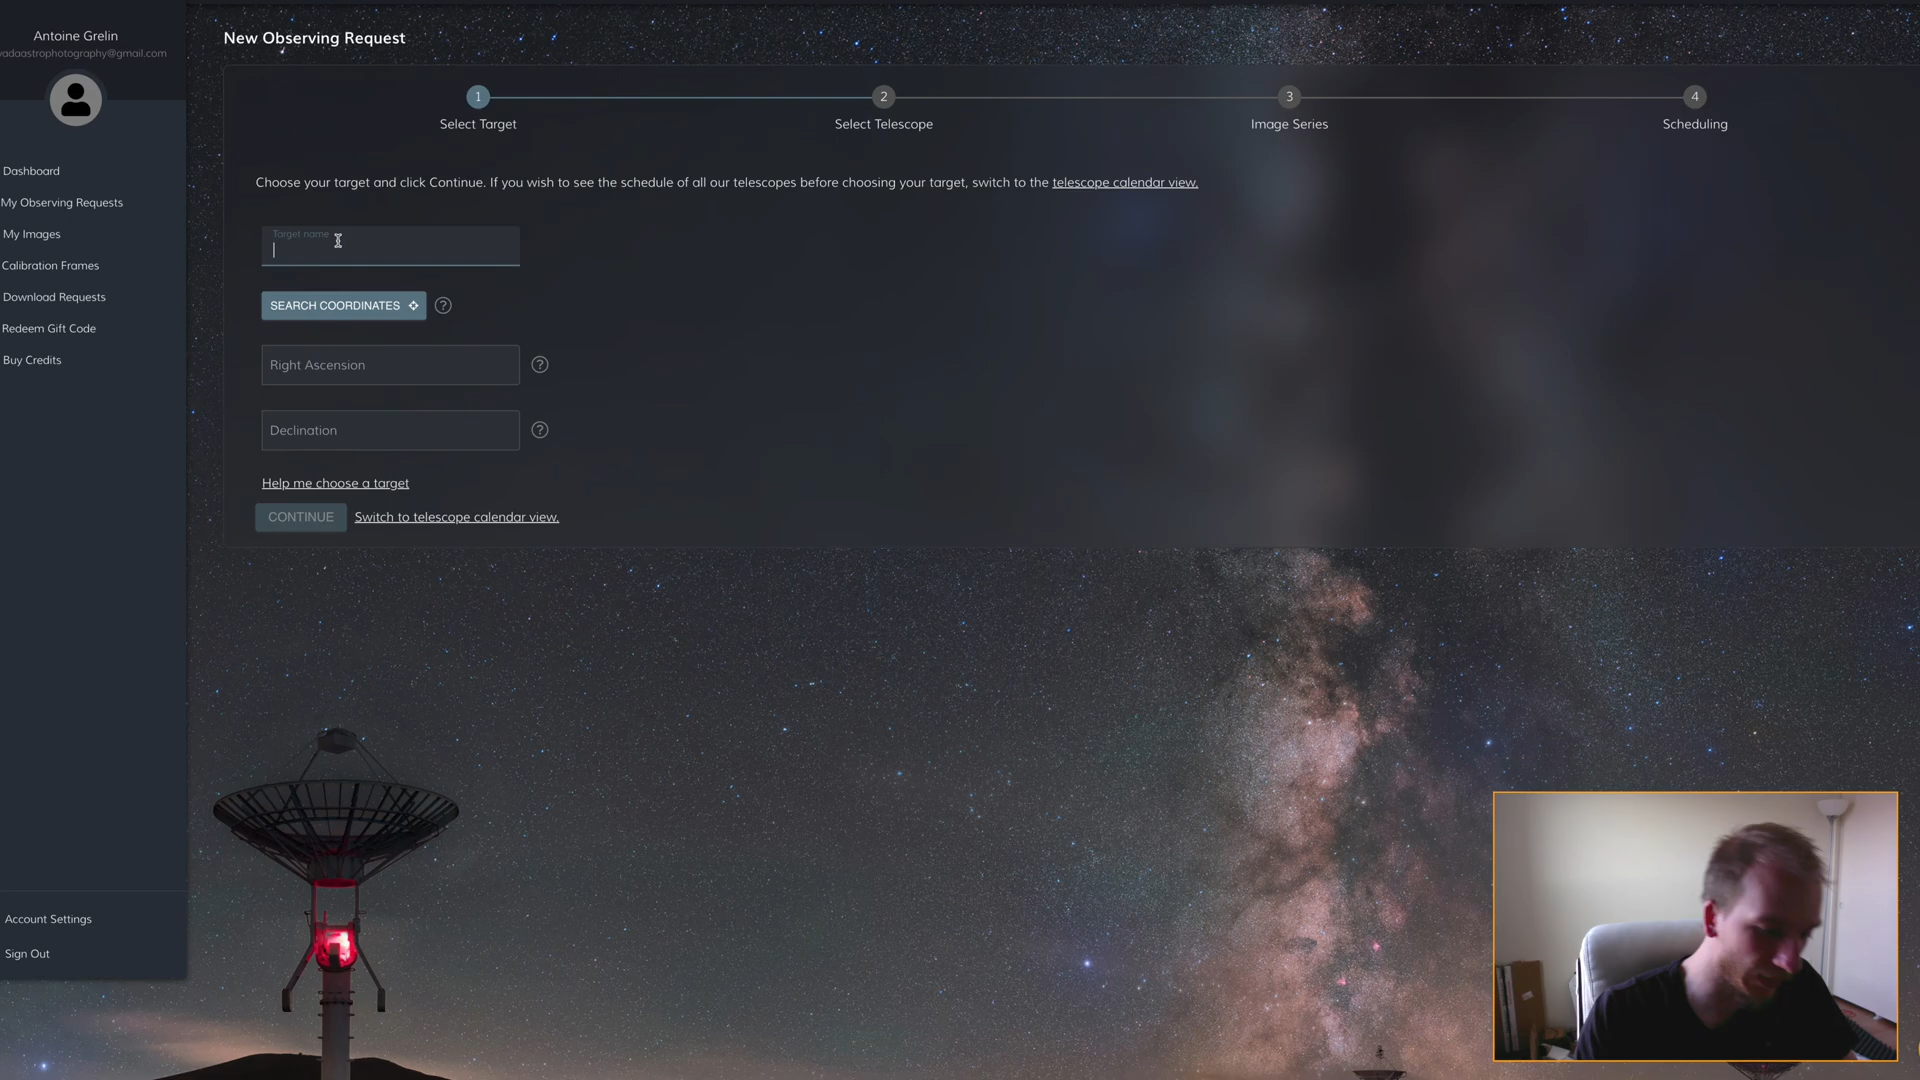 Antoine Grelin
vadaastrophotography@gmail.com
Dashboard
My Observing Requests
My Images
Calibration Frames
Download Requests
Redeem Gift Code
Buy Credits
Account Settings
Sign Out
New Observing Request
1
2
3
4
Select Target
Select Telescope
Image Series
Scheduling
Choose your target and click Continue. If you wish to see the schedule of all our telescopes before choosing your target, switch to the telescope calendar view.
Target name
SEARCH COORDINATES ?
Right Ascension ?
Declination ?
Help me choose a target
CONTINUE Switch to telescope calendar view.